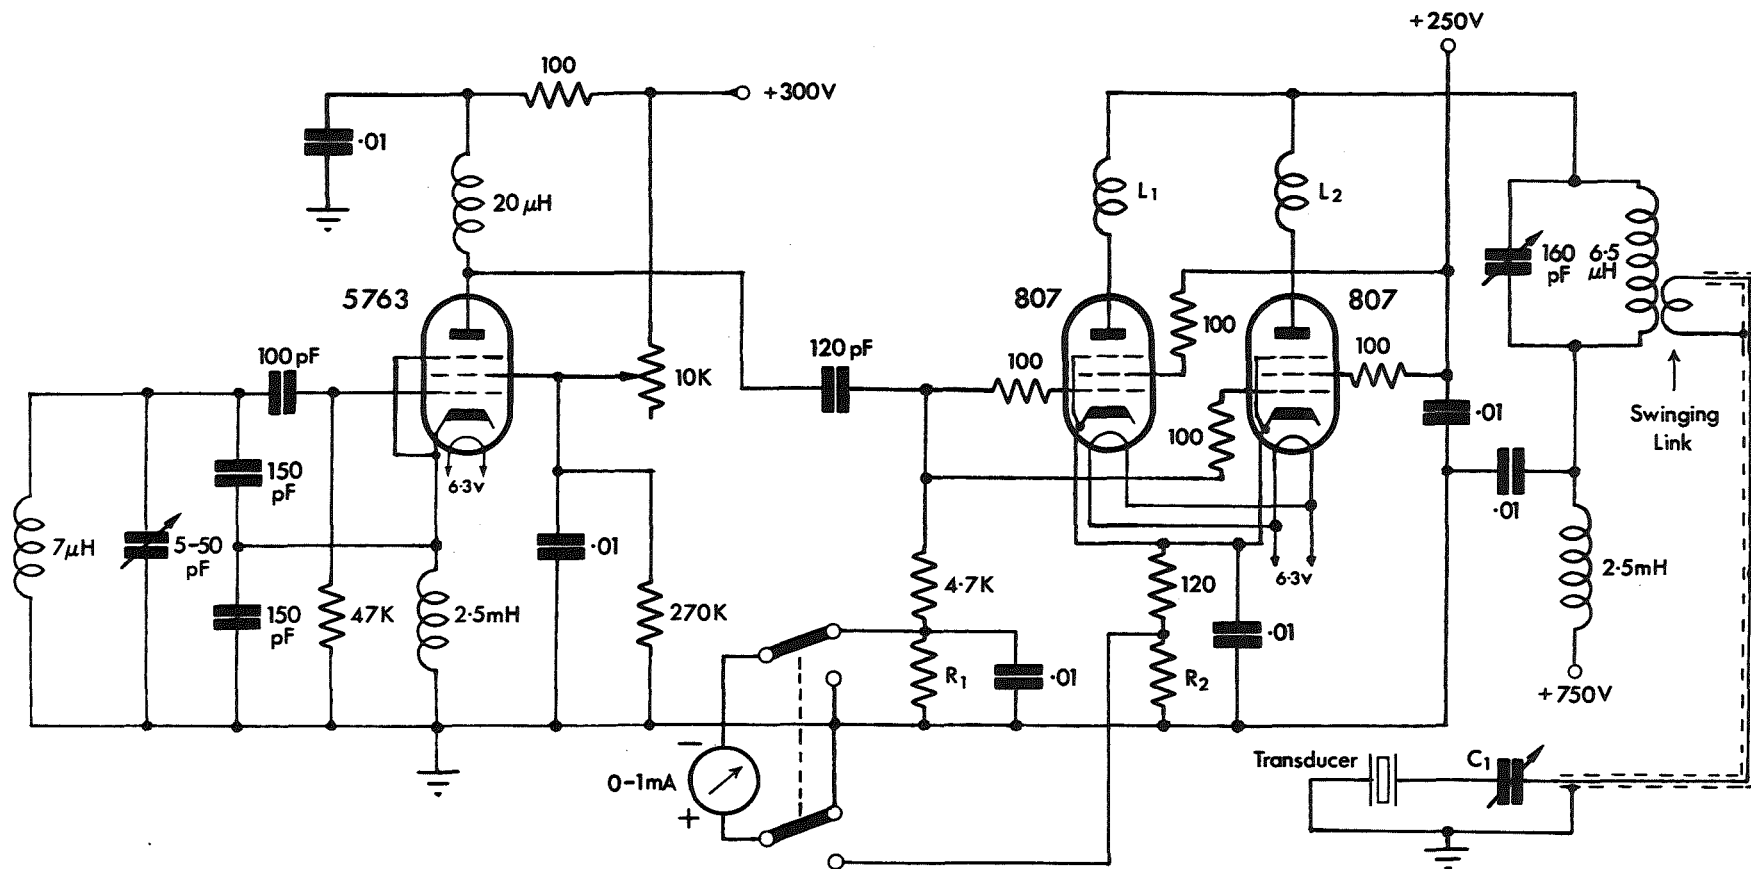 +250V
100
+300V
·01
20 μH
L1
L2
5763
807
807
160
pF
6·5
μH
100 pF
120 pF
10K
100
100
100
100
·01
Swinging
Link
150
pF
6·3V
·01
7μH
5-50
pF
·01
150
pF
47K
2·5mH
270K
4·7K
120
6·3V
·01
2·5mH
R1
·01
R2
+750V
−
0-1mA
+
Transducer
C1